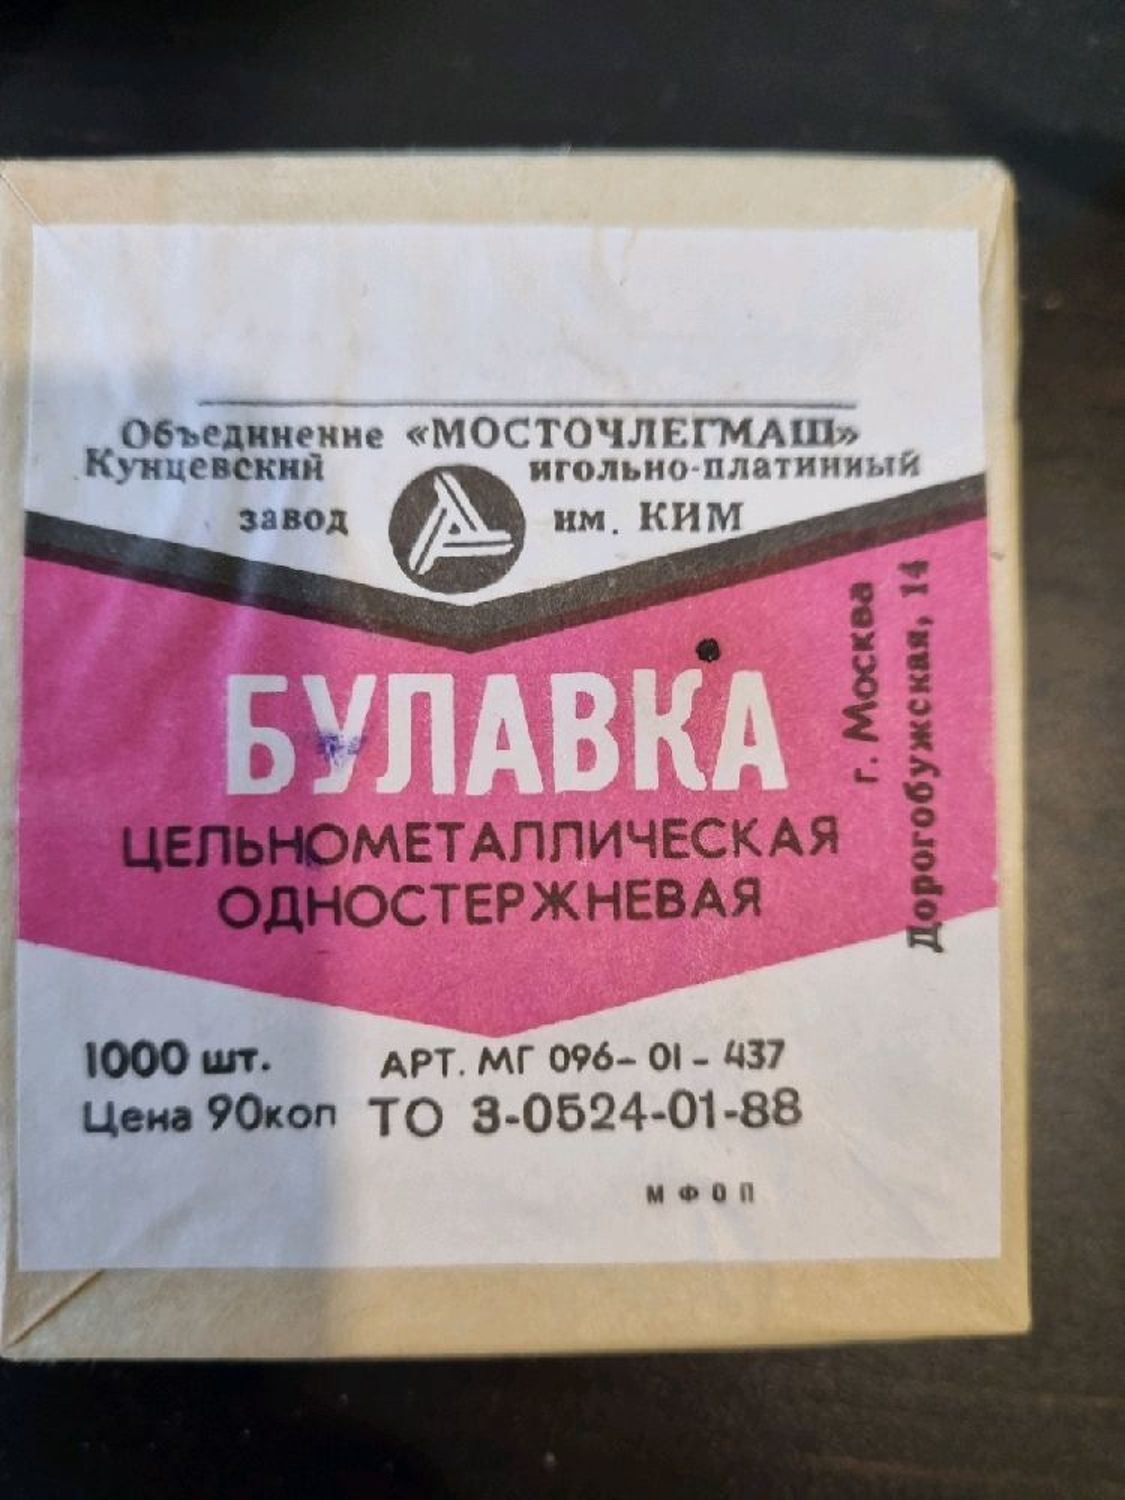 Объединение «МОСТОЧЛЕГМАШ»
Кунцевский игольно-платинный
завод им. КИМ
БУЛАВКА
ЦЕЛЬНОМЕТАЛЛИЧЕСКАЯ
ОДНОСТЕРЖНЕВАЯ
г. Москва
Дорогобужская, 14
1000 шт. АРТ. МГ 096-01-437
Цена 90коп ТО 3-0524-01-88
МФОП